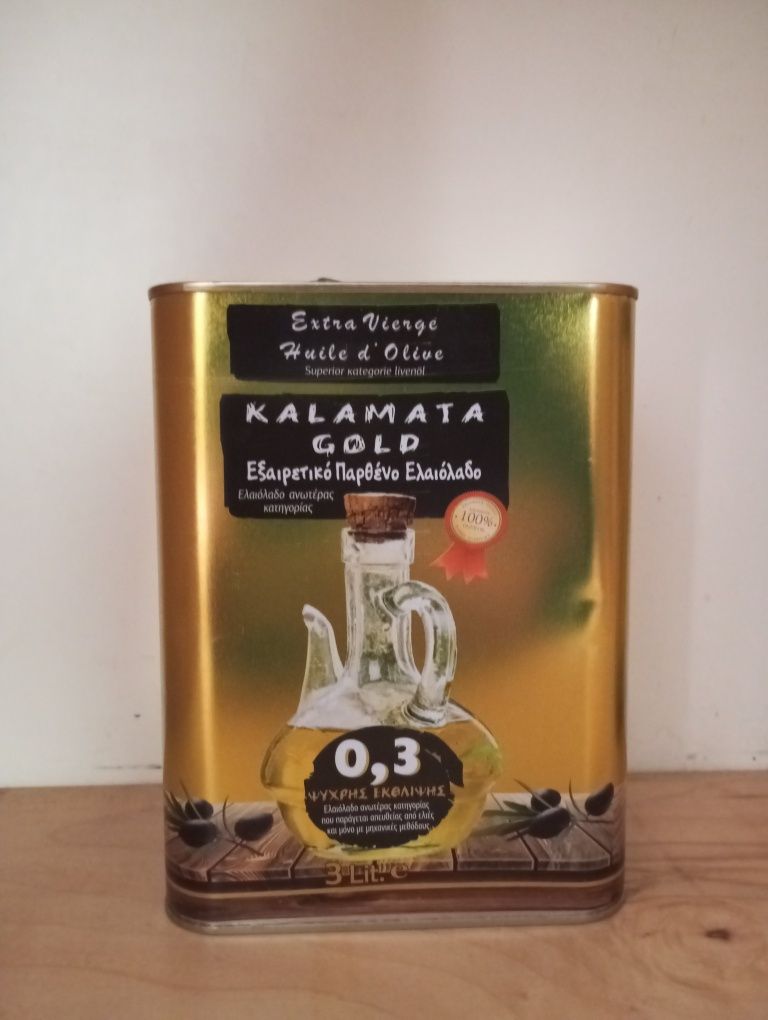 Extra Vierge
Huile d' Olive
Superior kategorie livenöl
KALAMATA
GOLD
Εξαιρετικό Παρθένο Ελαιόλαδο
Ελαιόλαδο ανωτέρας
κατηγορίας
100%
0,3
ΨΥΧΡΗΣ ΕΚΘΛΙΨΗΣ
Ελαιόλαδο ανωτέρας κατηγορίας
που παράγεται απευθείας από ελιές
και μόνο με μηχανικές μεθόδους
3 Lit. e